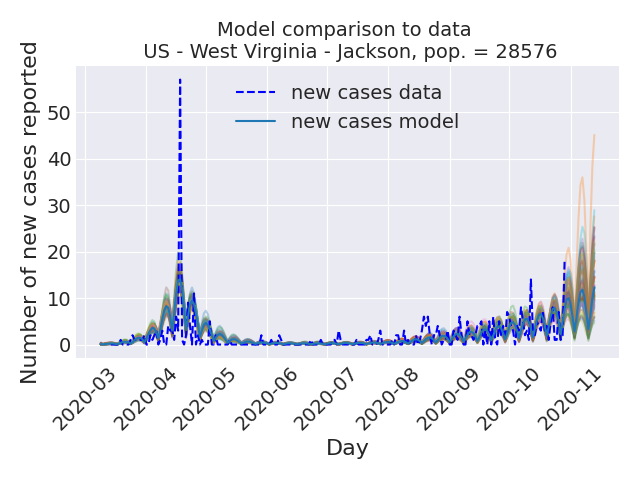 Model comparison to data
US - West Virginia - Jackson, pop. = 28576
new cases data
new cases model
Number of new cases reported
50
40
30
20
10
0
2020-03
2020-04
2020-05
2020-06
2020-07
2020-08
2020-09
2020-10
2020-11
Day